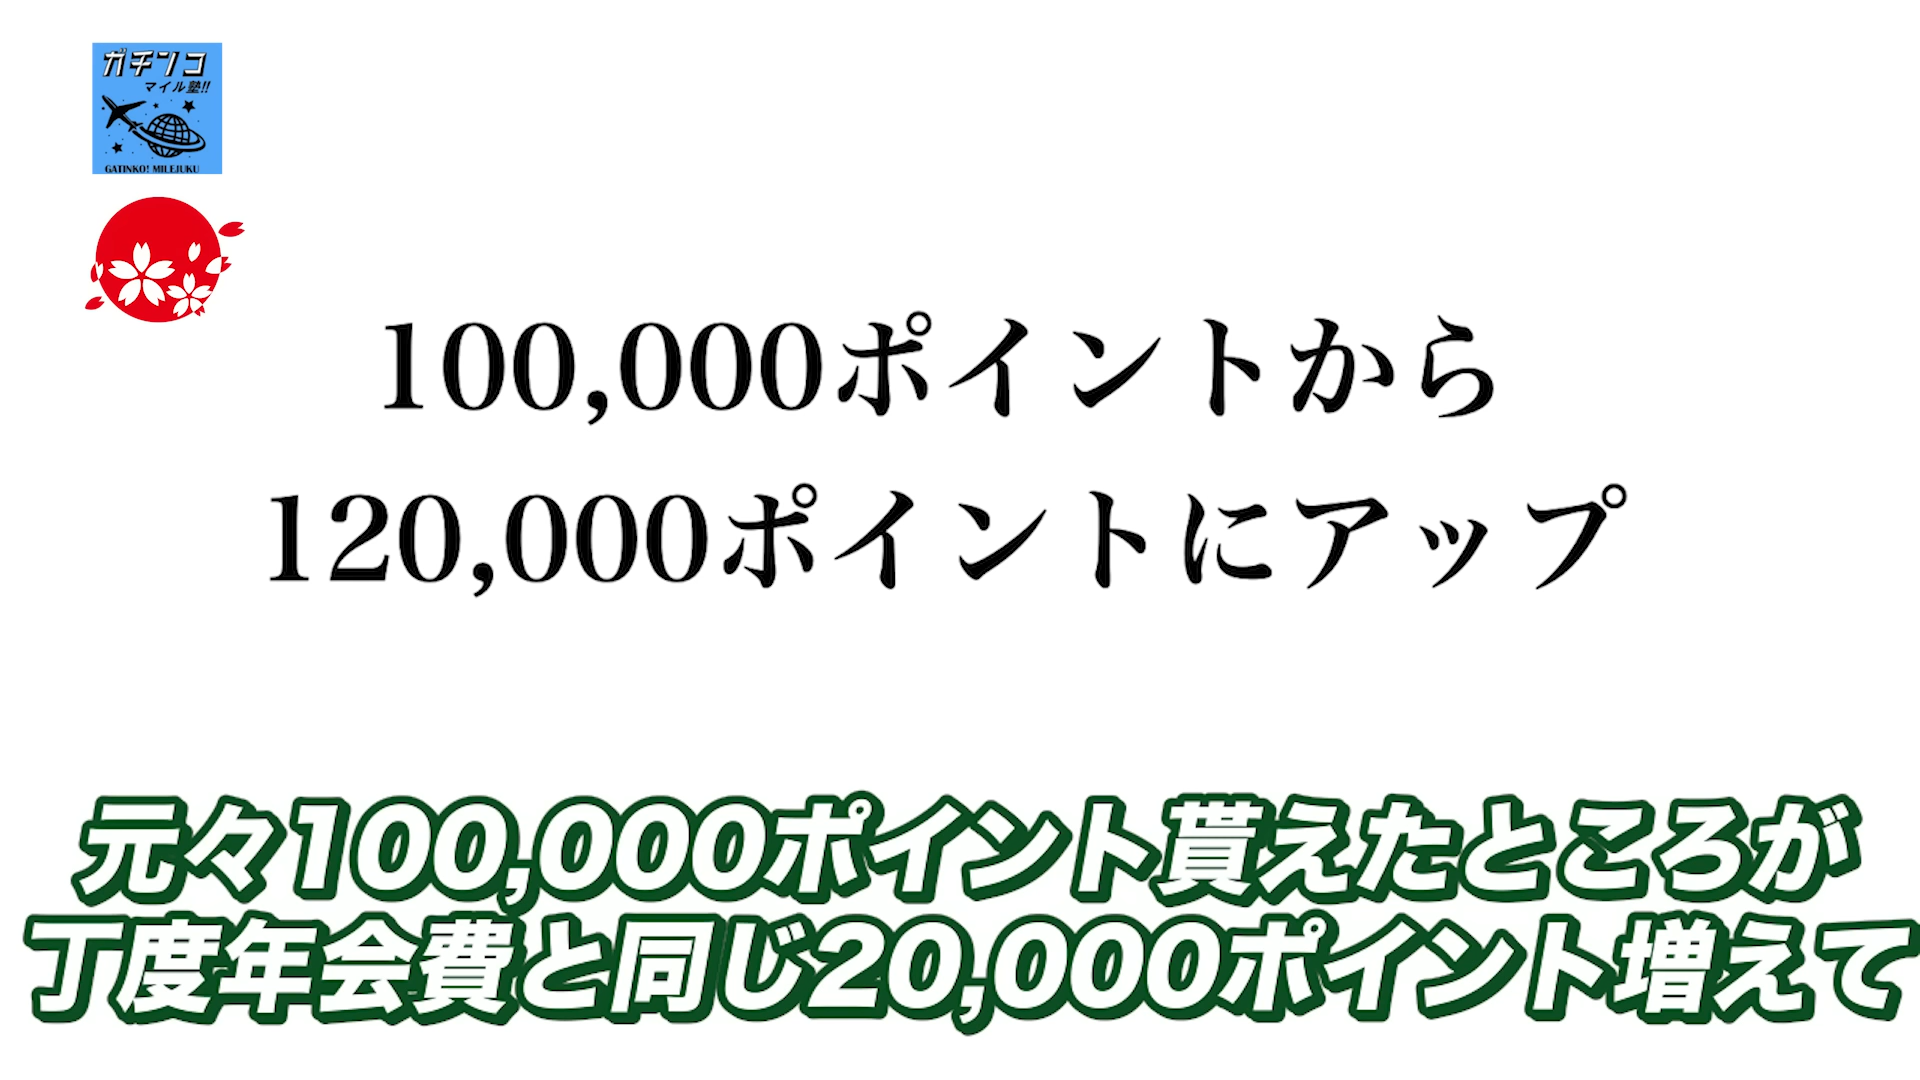 ガチンコ
マイル塾!!
GATINKO! MILEJUKU
100,000ポイントから
120,000ポイントにアップ
元々100,000ポイント貰えたところが
丁度年会費と同じ20,000ポイント増えて